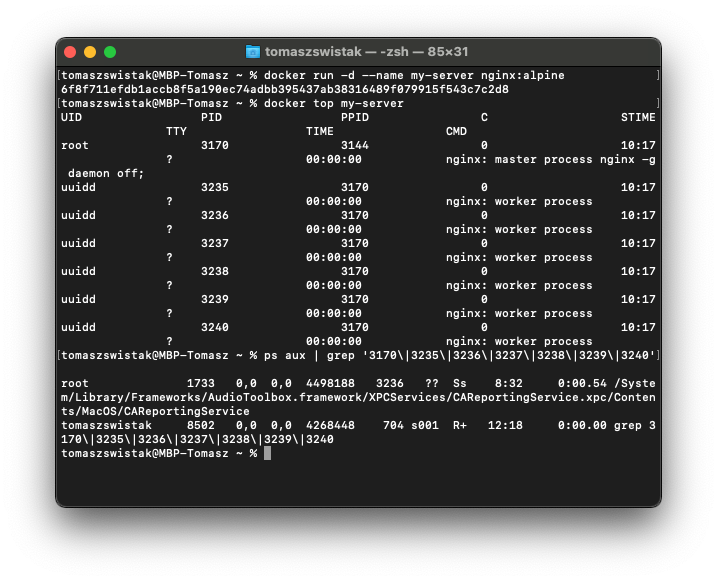 tomaszswistak — -zsh — 85×31
[tomaszswistak@MBP-Tomasz ~ % docker run -d --name my-server nginx:alpine ]
6f8f711efdb1accb8f5a190ec74adbb395437ab38316489f079915f543c7c2d8
[tomaszswistak@MBP-Tomasz ~ % docker top my-server ]
UID PID PPID C STIME
TTY TIME CMD
root 3170 3144 0 10:17
? 00:00:00 nginx: master process nginx -g
daemon off;
uuidd 3235 3170 0 10:17
? 00:00:00 nginx: worker process
uuidd 3236 3170 0 10:17
? 00:00:00 nginx: worker process
uuidd 3237 3170 0 10:17
? 00:00:00 nginx: worker process
uuidd 3238 3170 0 10:17
? 00:00:00 nginx: worker process
uuidd 3239 3170 0 10:17
? 00:00:00 nginx: worker process
uuidd 3240 3170 0 10:17
? 00:00:00 nginx: worker process
[tomaszswistak@MBP-Tomasz ~ % ps aux | grep '3170\|3235\|3236\|3237\|3238\|3239\|3240']
root 1733 0,0 0,0 4498188 3236 ?? Ss 8:32 0:00.54 /Syste
m/Library/Frameworks/AudioToolbox.framework/XPCServices/CAReportingService.xpc/Conten
ts/MacOS/CAReportingService
tomaszswistak 8502 0,0 0,0 4268448 704 s001 R+ 12:18 0:00.00 grep 3
170\|3235\|3236\|3237\|3238\|3239\|3240
tomaszswistak@MBP-Tomasz ~ %